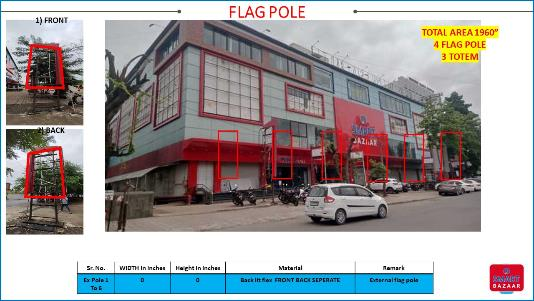 FLAG POLE
1) FRONT
TOTAL AREA 1960”
4 FLAG POLE
3 TOTEM
2) BACK
SMART
BAZAAR
Sr. No. WIDTH In Inches Height In Inches Material Remark
Ex Pole 1 To 6 0 0 Back lit flex FRONT BACK SEPERATE External flag pole
SMART
BAZAAR